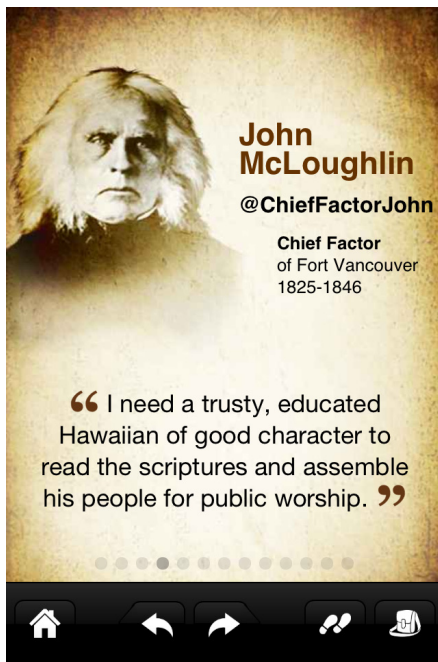 John
McLoughlin
@ChiefFactorJohn
Chief Factor
of Fort Vancouver
1825-1846
“ I need a trusty, educated
Hawaiian of good character to
read the scriptures and assemble
his people for public worship. ”